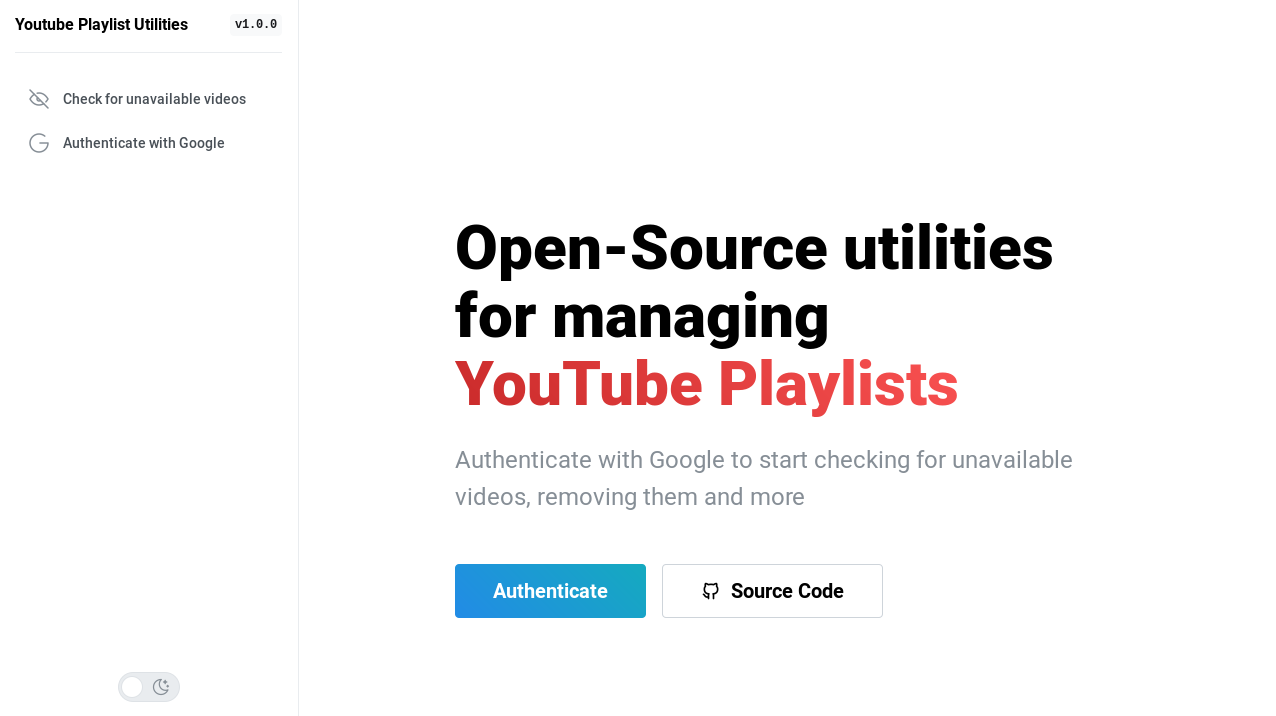 Youtube Playlist Utilities
v1.0.0
Check for unavailable videos
Authenticate with Google
Open-Source utilities
for managing
YouTube Playlists
Authenticate with Google to start checking for unavailable
videos, removing them and more
Authenticate
Source Code